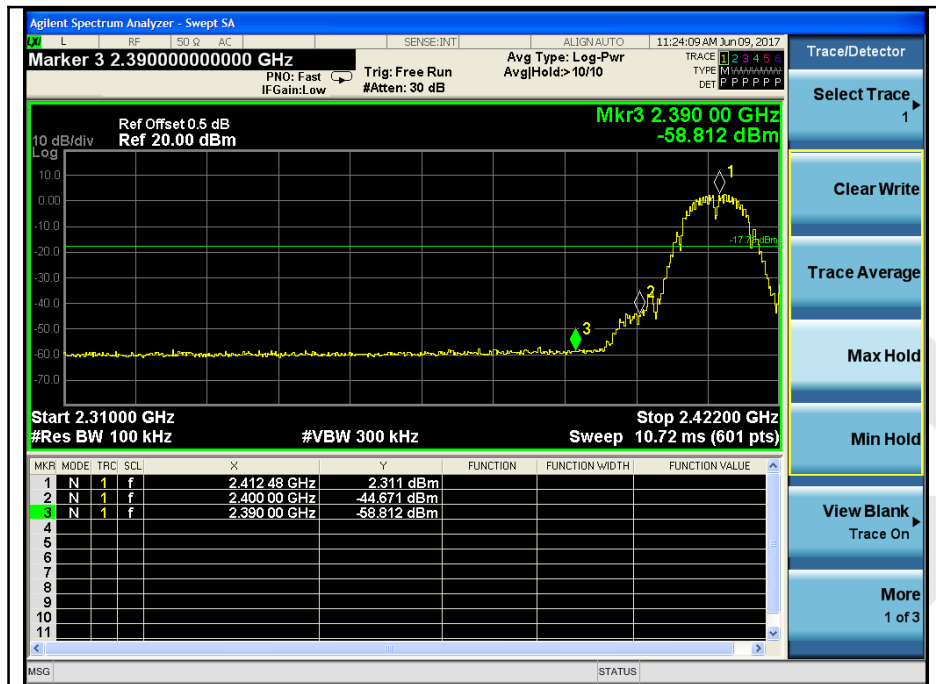 Agilent Spectrum Analyzer - Swept SA
LXI L RF 50 Ω AC SENSE:INT ALIGN AUTO 11:24:09 AM Jun 09, 2017
Marker 3 2.390000000000 GHz
PNO: Fast
IFGain:Low
Trig: Free Run
#Atten: 30 dB
Avg Type: Log-Pwr
Avg|Hold:>10/10
TRACE 1 2 3 4 5 6
TYPE M
DET P P P P P P
Mkr3 2.390 00 GHz
-58.812 dBm
Ref Offset 0.5 dB
10 dB/div Ref 20.00 dBm
Log
10.0
0.00
-10.0
-20.0
-30.0
-40.0
-50.0
-60.0
-70.0
1
2
3
Start 2.31000 GHz Stop 2.42200 GHz
#Res BW 100 kHz #VBW 300 kHz Sweep 10.72 ms (601 pts)
MKR MODE TRC SCL X Y FUNCTION FUNCTION WIDTH FUNCTION VALUE
1 N 1 f 2.412 48 GHz 2.311 dBm
2 N 1 f 2.400 00 GHz -44.671 dBm
3 N 1 f 2.390 00 GHz -58.812 dBm
4
5
6
7
8
9
10
11
MSG STATUS
Trace/Detector
Select Trace
1
Clear Write
Trace Average
Max Hold
Min Hold
View Blank
Trace On
More
1 of 3